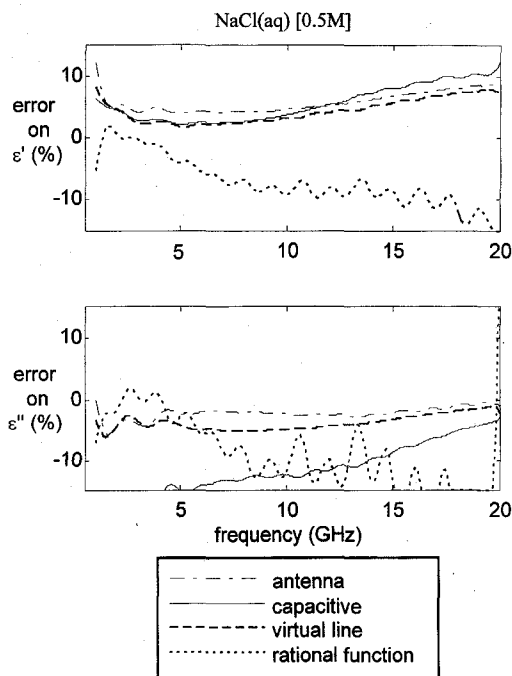 NaCl(aq) [0.5M]
error
on
ε' (%)
10
0
-10
5
10
15
20
error
on
ε" (%)
10
0
-10
5
10
15
20
frequency (GHz)
antenna
capacitive
virtual line
rational function